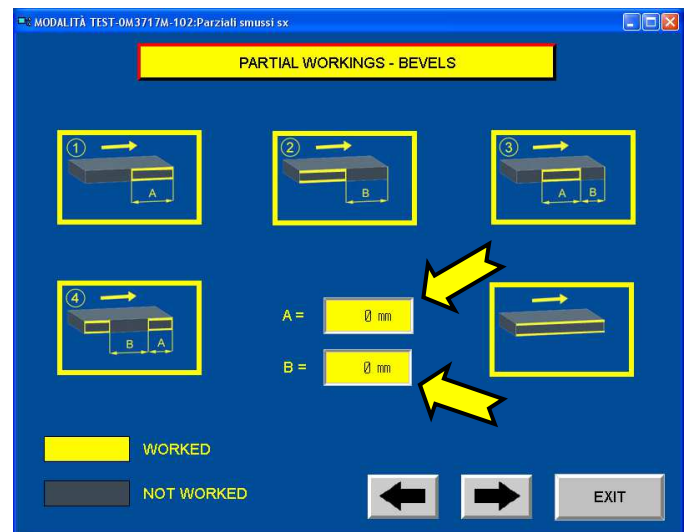 MODALITÀ TEST-0M3717M-102:Parziali smussi sx
PARTIAL WORKINGS - BEVELS
1
A
2
B
3
A B
4
B A
A = 0 mm
B = 0 mm
WORKED
NOT WORKED
EXIT